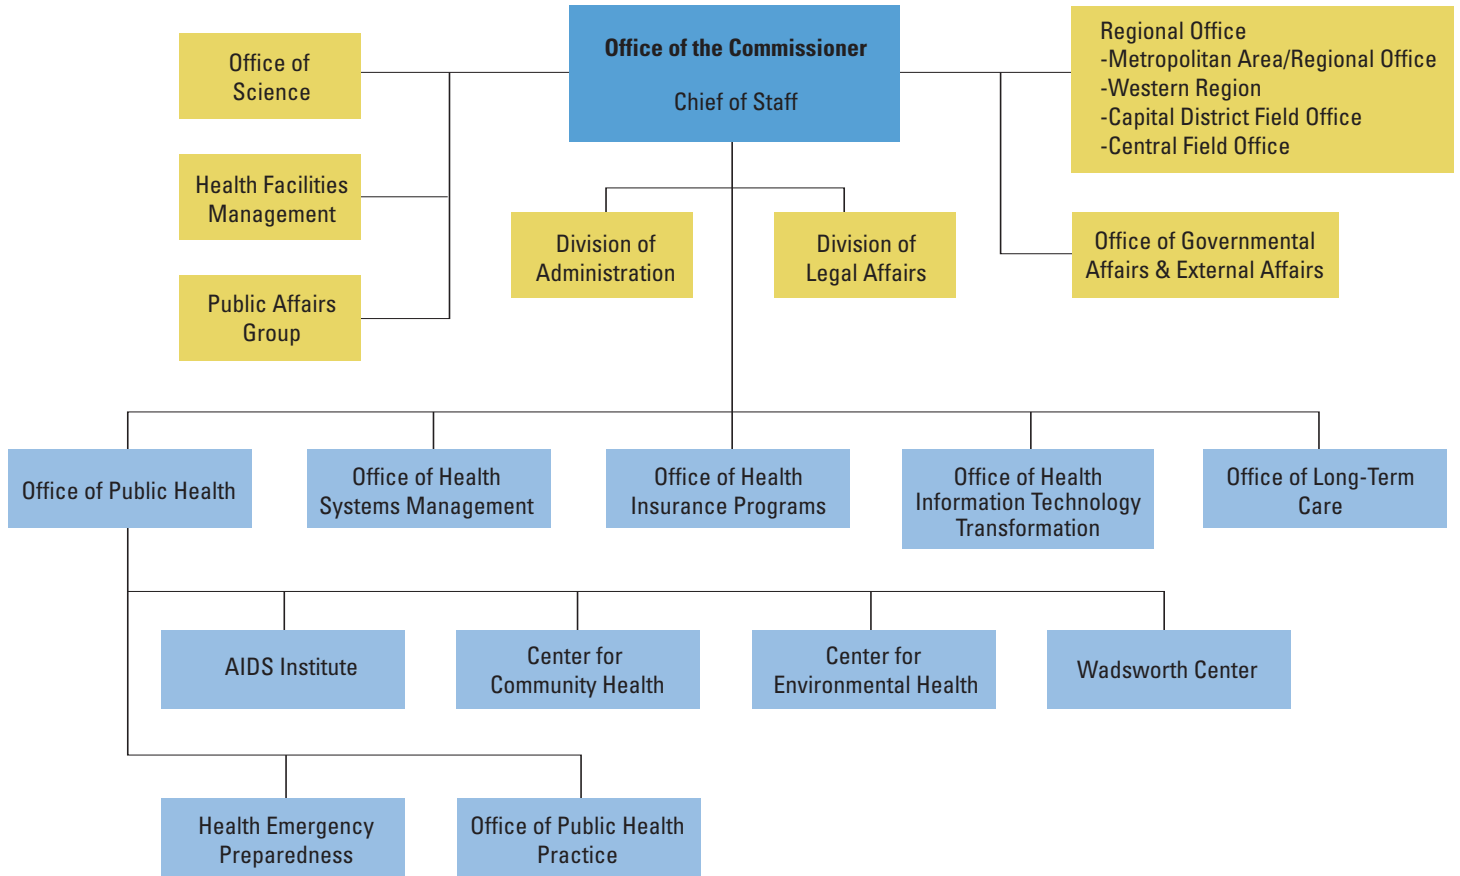 Office of the Commissioner
Chief of Staff
Office of
Science
Health Facilities
Management
Public Affairs
Group
Division of
Administration
Division of
Legal Affairs
Regional Office
-Metropolitan Area/Regional Office
-Western Region
-Capital District Field Office
-Central Field Office
Office of Governmental
Affairs & External Affairs
Office of Public Health
Office of Health
Systems Management
Office of Health
Insurance Programs
Office of Health
Information Technology
Transformation
Office of Long-Term
Care
AIDS Institute
Center for
Community Health
Center for
Environmental Health
Wadsworth Center
Health Emergency
Preparedness
Office of Public Health
Practice